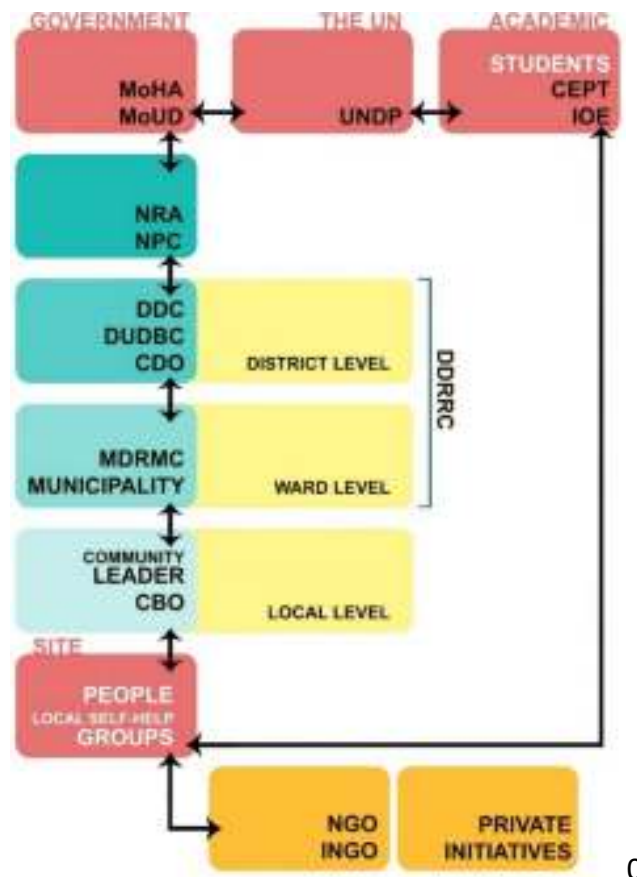 GOVERNMENT
THE UN
ACADEMIC
MoHA
MoUD
UNDP
STUDENTS
CEPT
IOE
NRA
NPC
DDC
DUDBC
CDO
DISTRICT LEVEL
DDRRC
MDRMC
MUNICIPALITY
WARD LEVEL
COMMUNITY
LEADER
CBO
LOCAL LEVEL
SITE
PEOPLE
LOCAL SELF-HELP
GROUPS
NGO
INGO
PRIVATE
INITIATIVES